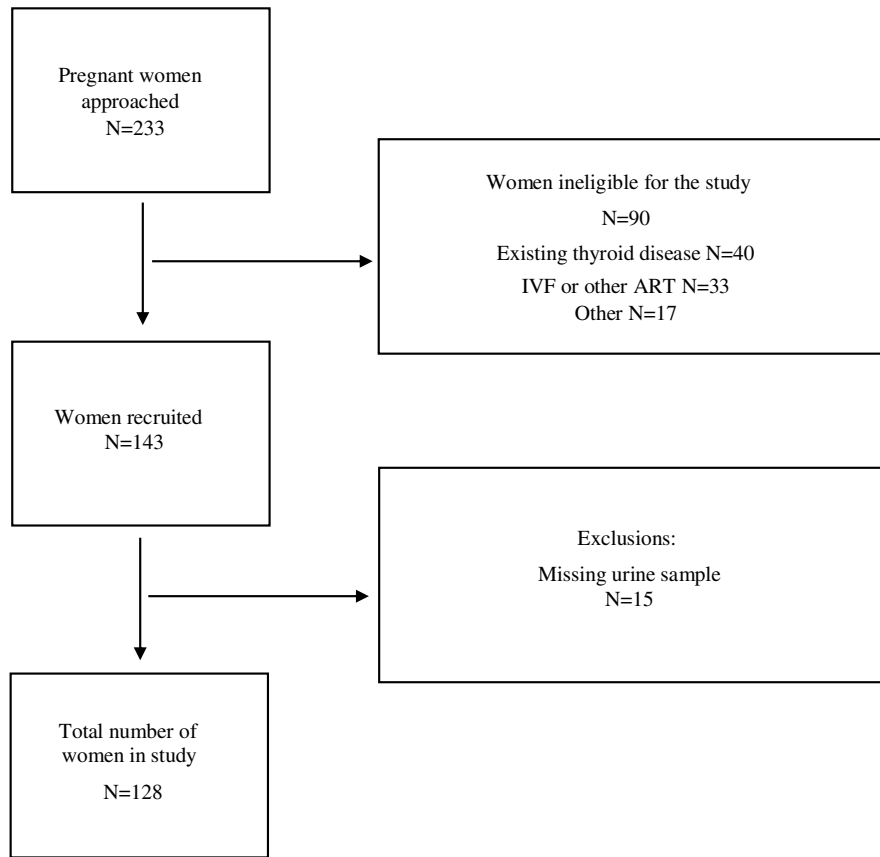 Pregnant women
approached
N=233
Women ineligible for the study
N=90
Existing thyroid disease N=40
IVF or other ART N=33
Other N=17
Women recruited
N=143
Exclusions:
Missing urine sample
N=15
Total number of
women in study
N=128